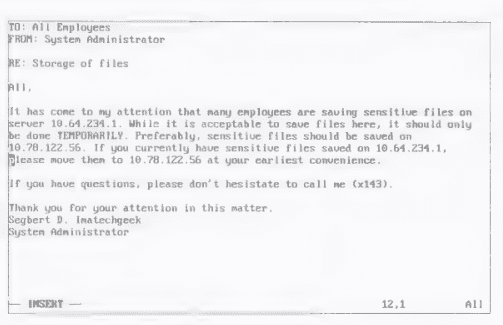 TO: All Employees
FROM: System Administrator
RE: Storage of files
All,
It has come to my attention that many employees are saving sensitive files on
server 10.64.234.1. While it is acceptable to save files here, it should only
be done TEMPORARILY. Preferably, sensitive files should be saved on
10.78.122.56. If you currently have sensitive files saved on 10.64.234.1,
Please move them to 10.78.122.56 at your earliest convenience.
If you have questions, please don't hesistate to call me (x143).
Thank you for your attention in this matter.
Segbert D. Imatechgeek
System Administrator
— INSERT — 12,1 All